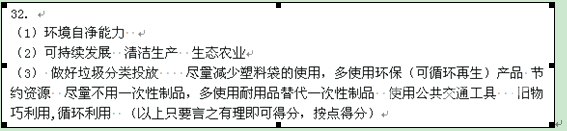 32. ↵
（1）环境自净能力 ↵
（2）可持续发展 清洁生产 生态农业↵
（3） 做好垃圾分类投放 尽量减少塑料袋的使用，多使用环保（可循环再生）产品 节
约资源 尽量不用一次性制品，多使用耐用品替代一次性制品 使用公共交通工具 旧物
巧利用,循环利用 （以上只要言之有理即可得分，按点得分）↵